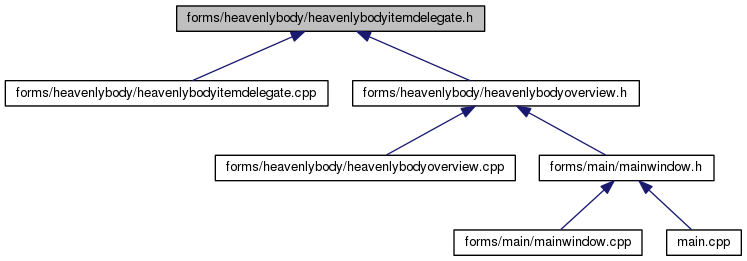 forms/heavenlybody/heavenlybodyitemdelegate.h
forms/heavenlybody/heavenlybodyitemdelegate.cpp
forms/heavenlybody/heavenlybodyoverview.h
forms/heavenlybody/heavenlybodyoverview.cpp
forms/main/mainwindow.h
forms/main/mainwindow.cpp
main.cpp